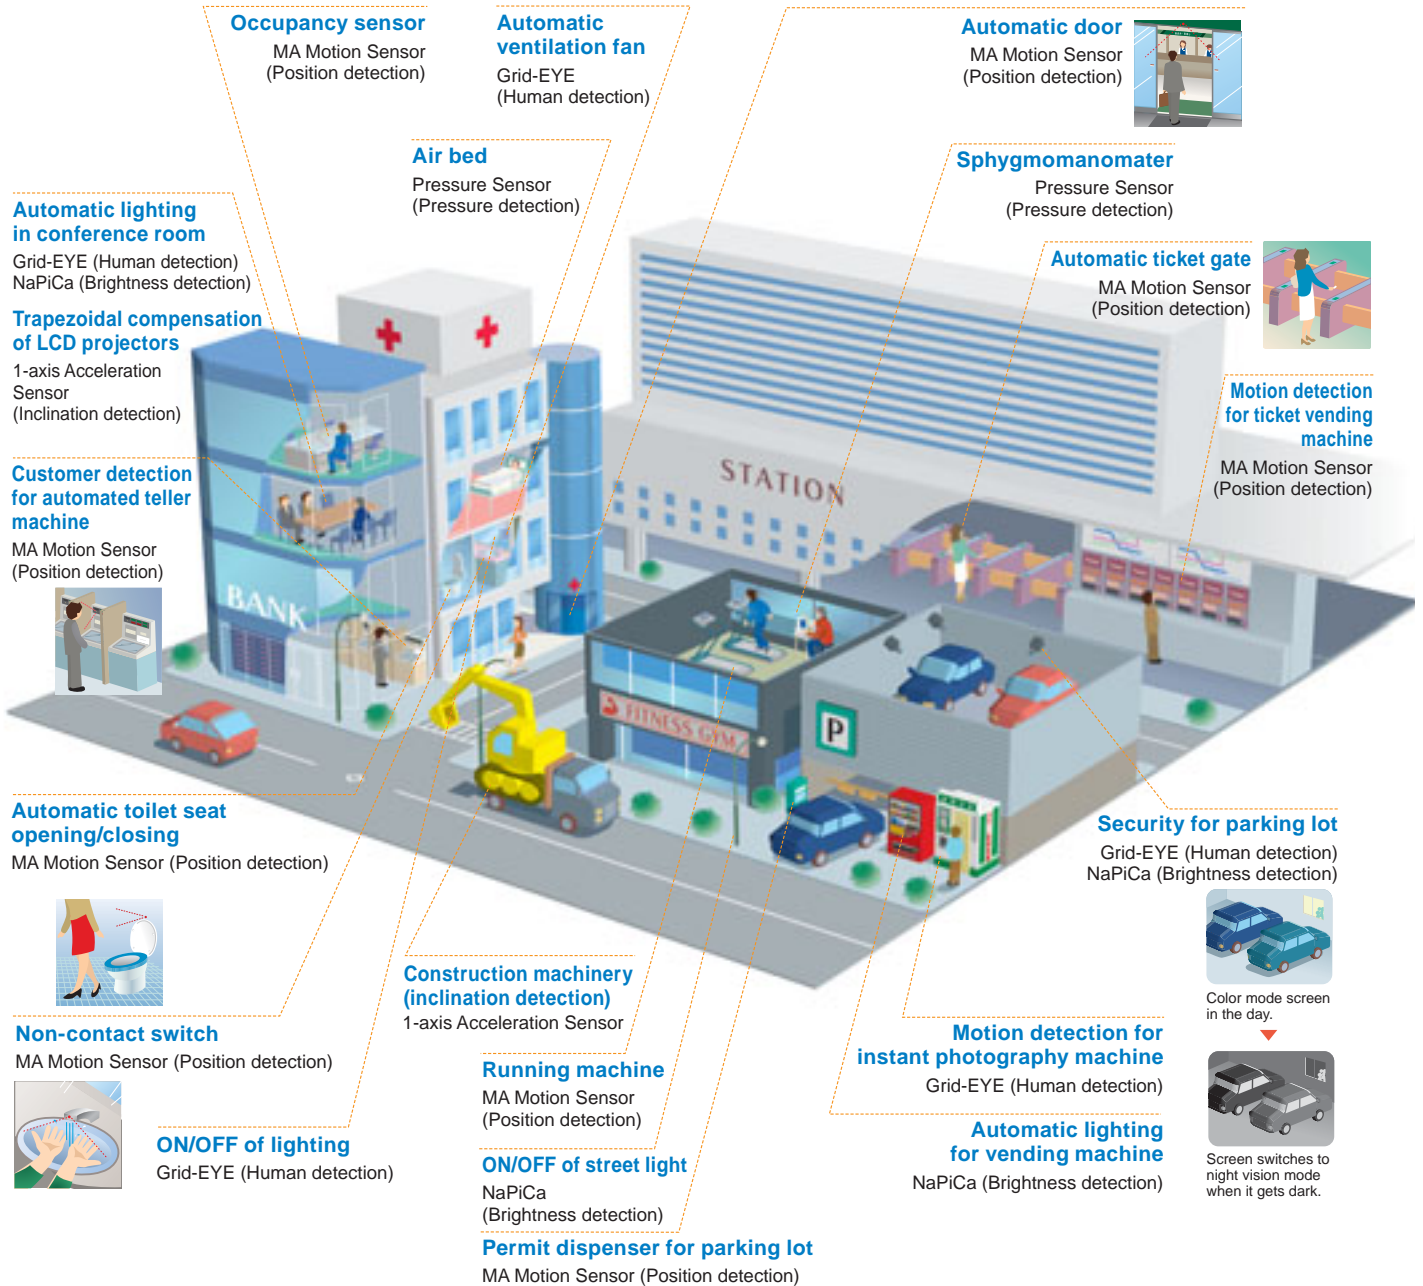 Occupancy sensor
MA Motion Sensor
(Position detection)
Automatic
ventilation fan
Grid-EYE
(Human detection)
Automatic door
MA Motion Sensor
(Position detection)
Air bed
Pressure Sensor
(Pressure detection)
Sphygmomanomater
Pressure Sensor
(Pressure detection)
Automatic lighting
in conference room
Grid-EYE (Human detection)
NaPiCa (Brightness detection)
Trapezoidal compensation
of LCD projectors
1-axis Acceleration
Sensor
(Inclination detection)
Automatic ticket gate
MA Motion Sensor
(Position detection)
Motion detection
for ticket vending
machine
MA Motion Sensor
(Position detection)
Customer detection
for automated teller
machine
MA Motion Sensor
(Position detection)
STATION
BANK
FITNESS GYM
P
Automatic toilet seat
opening/closing
MA Motion Sensor (Position detection)
Security for parking lot
Grid-EYE (Human detection)
NaPiCa (Brightness detection)
Color mode screen
in the day.
Screen switches to
night vision mode
when it gets dark.
Construction machinery
(inclination detection)
1-axis Acceleration Sensor
Non-contact switch
MA Motion Sensor (Position detection)
Motion detection for
instant photography machine
Grid-EYE (Human detection)
Running machine
MA Motion Sensor
(Position detection)
ON/OFF of lighting
Grid-EYE (Human detection)
Automatic lighting
for vending machine
NaPiCa (Brightness detection)
ON/OFF of street light
NaPiCa
(Brightness detection)
Permit dispenser for parking lot
MA Motion Sensor (Position detection)